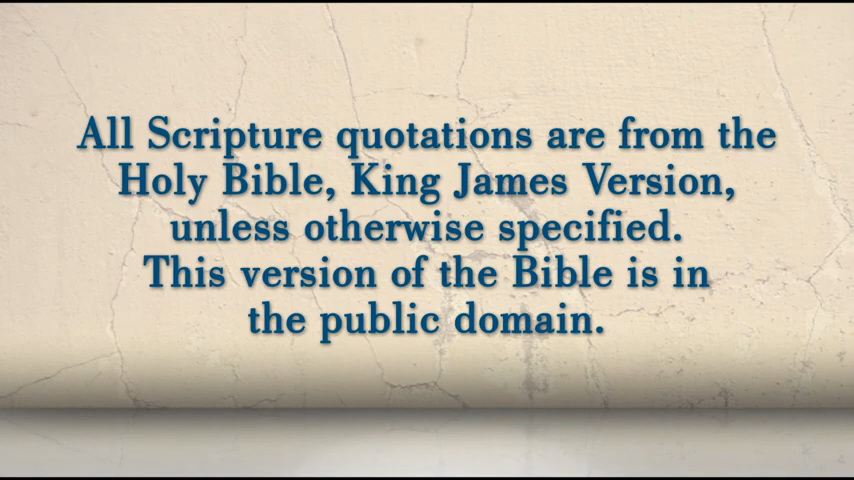 All Scripture quotations are from the
Holy Bible, King James Version,
unless otherwise specified.
This version of the Bible is in
the public domain.